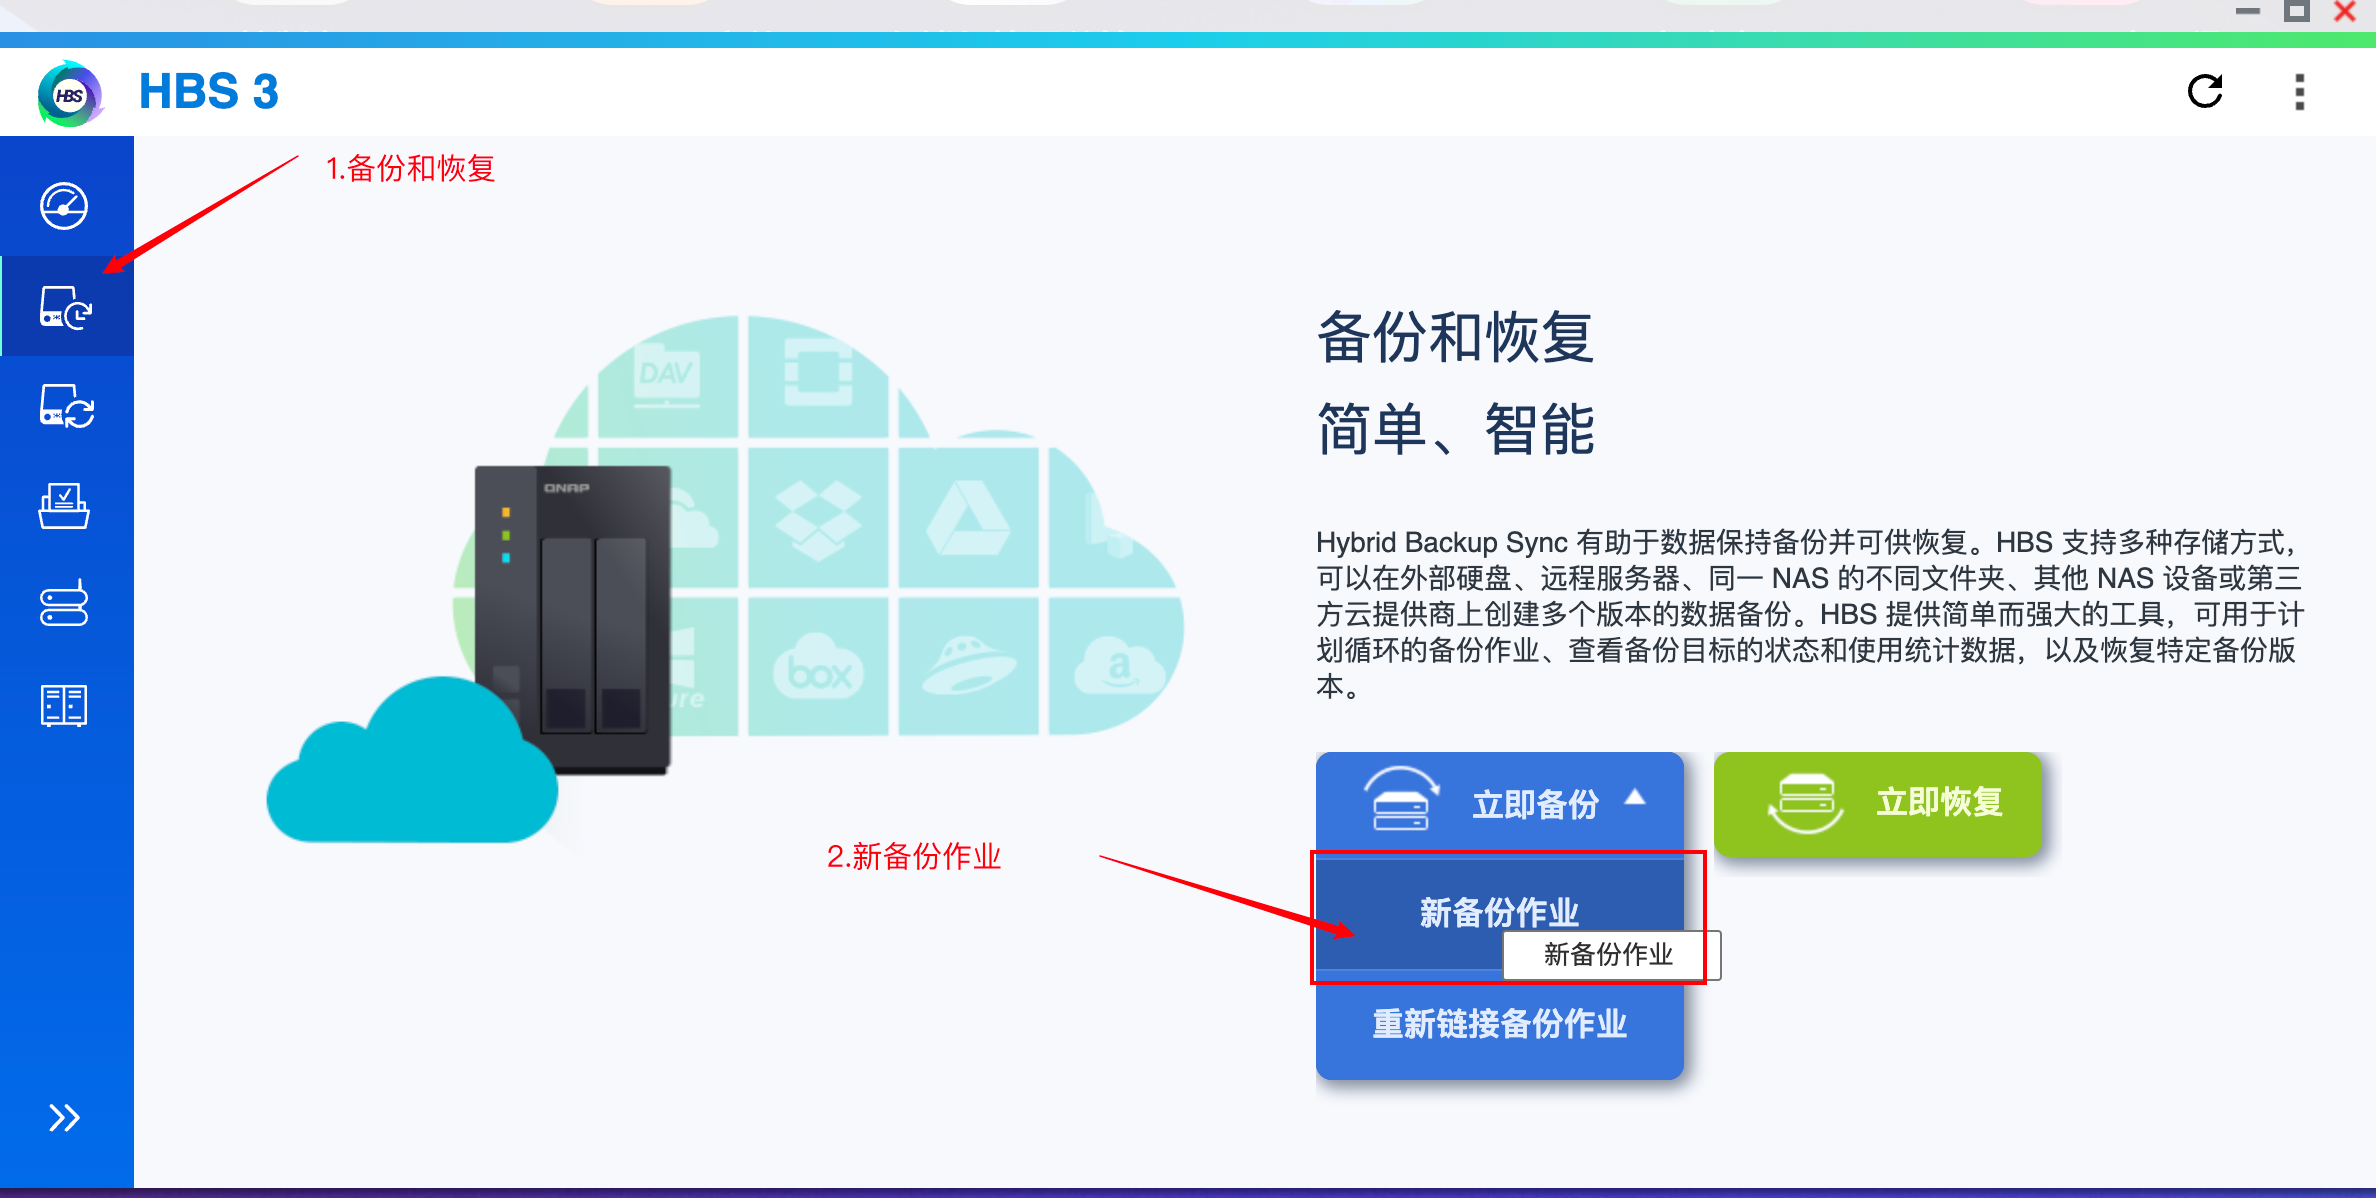 HBS
HBS 3
1.备份和恢复
DAV
QNAP
box
a
备份和恢复
简单、智能
Hybrid Backup Sync 有助于数据保持备份并可供恢复。HBS 支持多种存储方式，
可以在外部硬盘、远程服务器、同一 NAS 的不同文件夹、其他 NAS 设备或第三
方云提供商上创建多个版本的数据备份。HBS 提供简单而强大的工具，可用于计
划循环的备份作业、查看备份目标的状态和使用统计数据，以及恢复特定备份版
本。
立即备份
立即恢复
2.新备份作业
新备份作业
新备份作业
重新链接备份作业